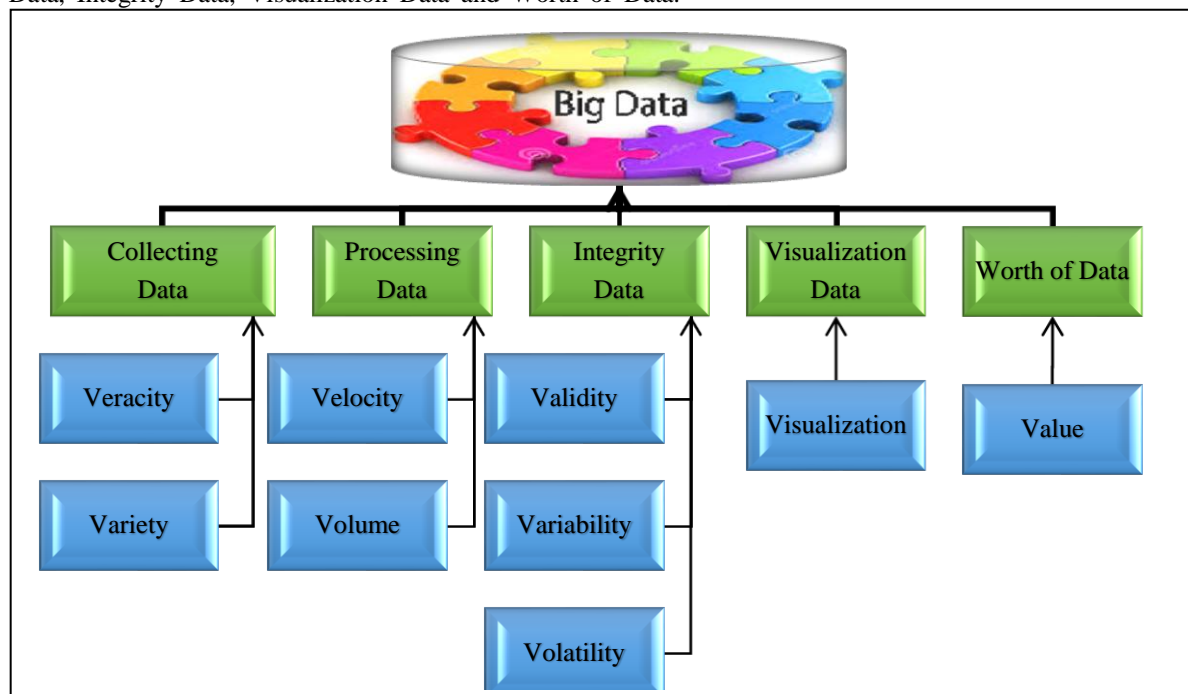 Data, Integrity Data, Visualization Data and Worth of Data.
Big Data
Collecting
Data
Processing
Data
Integrity
Data
Visualization
Data
Worth of Data
Veracity
Velocity
Validity
Visualization
Value
Variety
Volume
Variability
Volatility